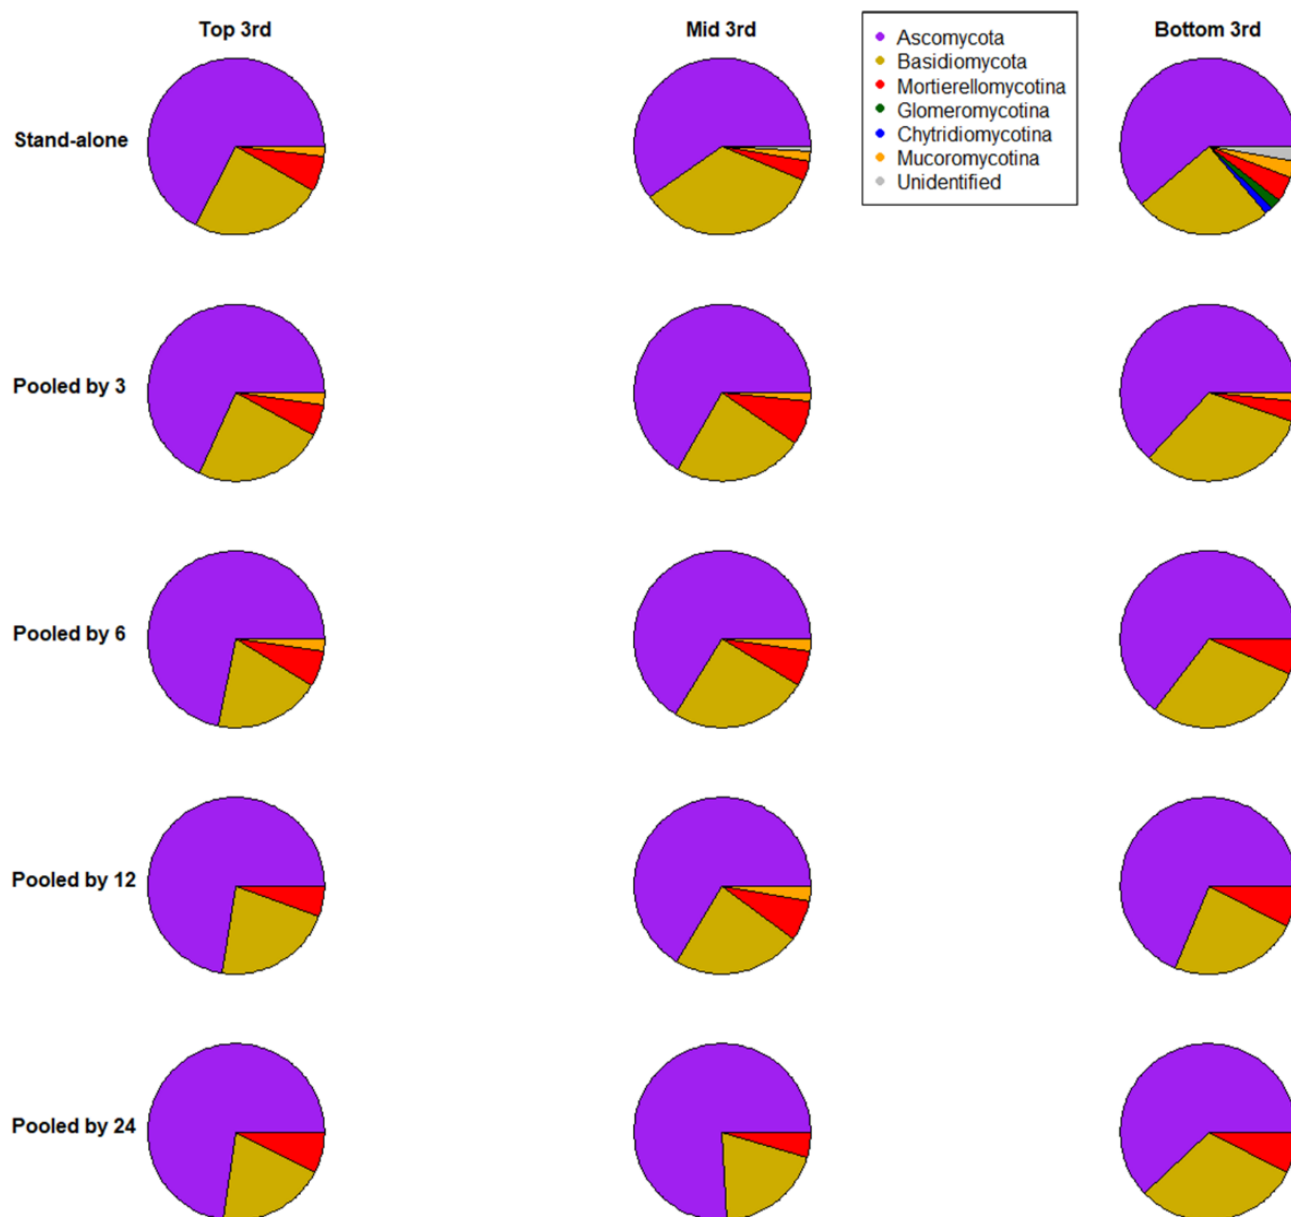 Top 3rd
Mid 3rd
Bottom 3rd
Ascomycota
Basidiomycota
Mortierellomycotina
Glomeromycotina
Chytridiomycotina
Mucoromycotina
Unidentified
Stand-alone
Pooled by 3
Pooled by 6
Pooled by 12
Pooled by 24